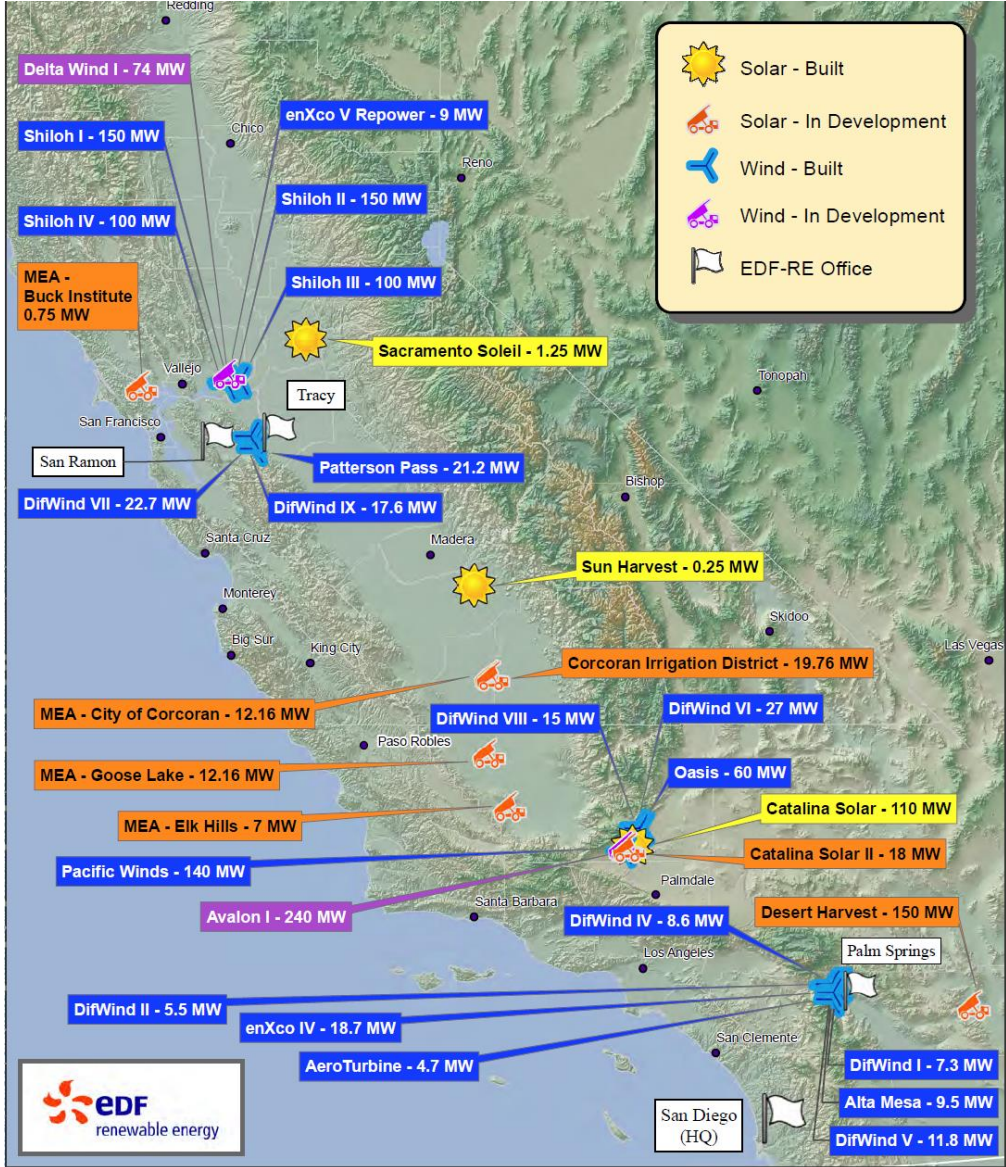 Redding
Delta Wind I - 74 MW
Shiloh I - 150 MW
enXco V Repower - 9 MW
Chico
Reno
Shiloh II - 150 MW
Shiloh IV - 100 MW
MEA -
Buck Institute
0.75 MW
Shiloh III - 100 MW
Solar - Built
Solar - In Development
Wind - Built
Wind - In Development
EDF-RE Office
Sacramento Soleil - 1.25 MW
Vallejo
Tonopah
Tracy
San Francisco
San Ramon
Patterson Pass - 21.2 MW
DifWind VII - 22.7 MW
DifWind IX - 17.6 MW
Bishop
Santa Cruz
Madera
Sun Harvest - 0.25 MW
Monterey
Skidoo
Big Sur
King City
Las Vegas
Corcoran Irrigation District - 19.76 MW
MEA - City of Corcoran - 12.16 MW
DifWind VIII - 15 MW
DifWind VI - 27 MW
Paso Robles
MEA - Goose Lake - 12.16 MW
Oasis - 60 MW
Catalina Solar - 110 MW
MEA - Elk Hills - 7 MW
Catalina Solar II - 18 MW
Pacific Winds - 140 MW
Palmdale
Santa Barbara
Avalon I - 240 MW
DifWind IV - 8.6 MW
Desert Harvest - 150 MW
Los Angeles
Palm Springs
DifWind II - 5.5 MW
enXco IV - 18.7 MW
San Clemente
AeroTurbine - 4.7 MW
DifWind I - 7.3 MW
Alta Mesa - 9.5 MW
DifWind V - 11.8 MW
San Diego
(HQ)
eDF
renewable energy